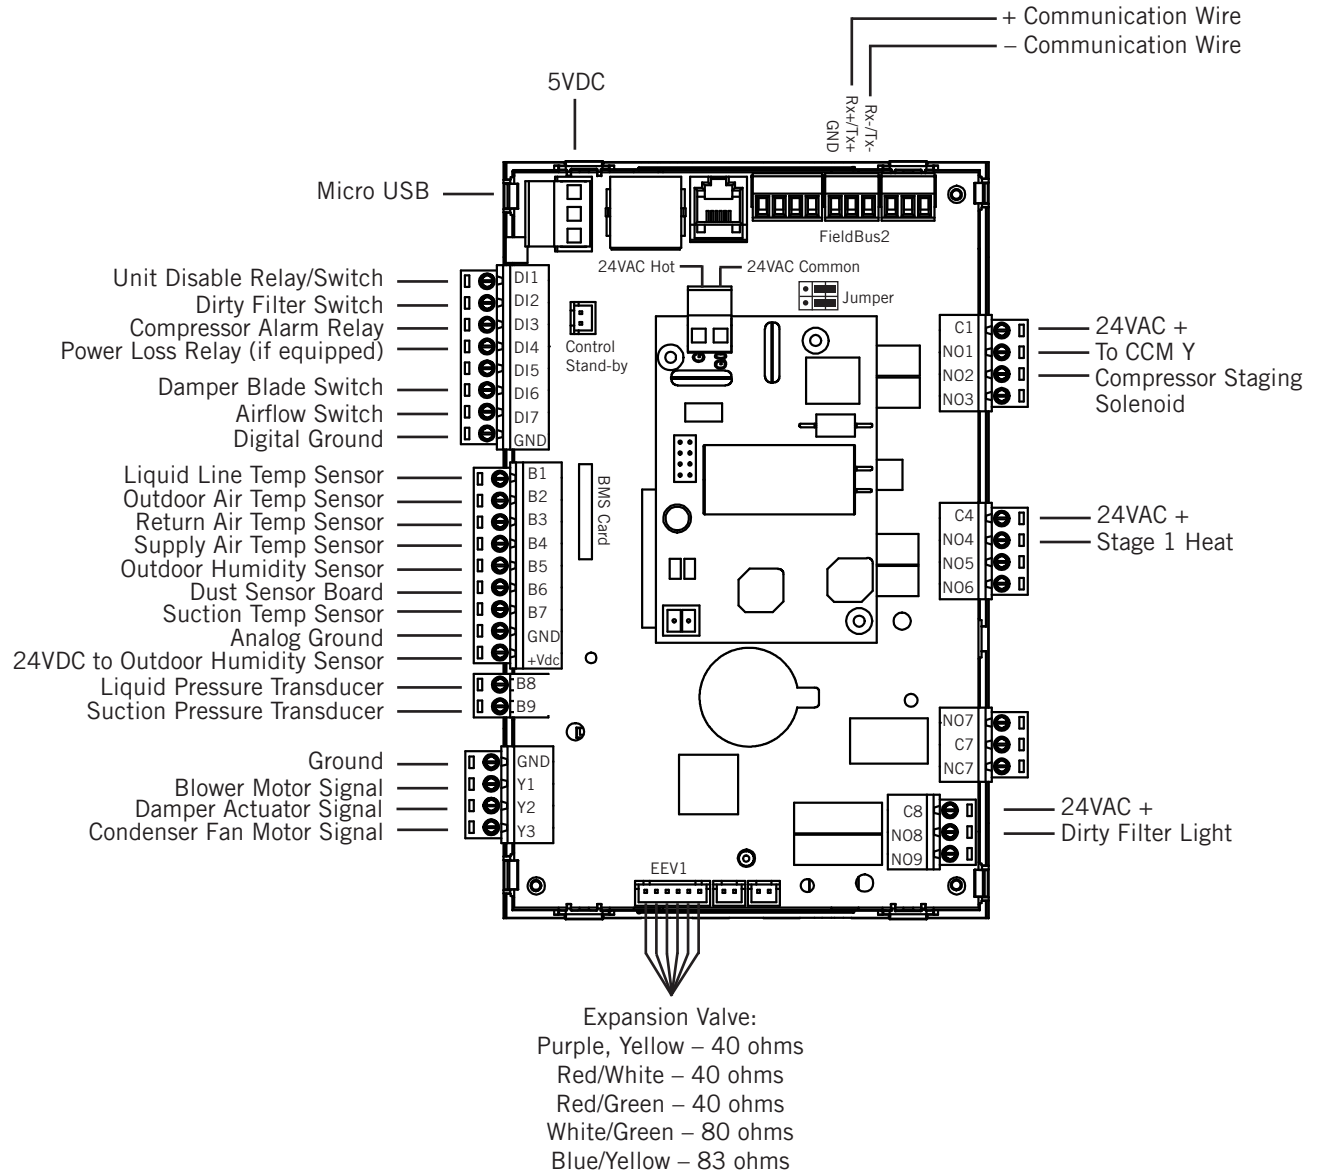 + Communication Wire
– Communication Wire
5VDC
Rx+/Tx+
Rx-/Tx-
GND
Micro USB
FieldBus2
24VAC Hot
24VAC Common
Jumper
Control
Stand-by
BMS Card
Unit Disable Relay/Switch
DI1
Dirty Filter Switch
DI2
Compressor Alarm Relay
DI3
Power Loss Relay (if equipped)
DI4
DI5
Damper Blade Switch
DI6
Airflow Switch
DI7
Digital Ground
GND
Liquid Line Temp Sensor
B1
Outdoor Air Temp Sensor
B2
Return Air Temp Sensor
B3
Supply Air Temp Sensor
B4
Outdoor Humidity Sensor
B5
Dust Sensor Board
B6
Suction Temp Sensor
B7
Analog Ground
GND
24VDC to Outdoor Humidity Sensor
+Vdc
Liquid Pressure Transducer
B8
Suction Pressure Transducer
B9
Ground
GND
Blower Motor Signal
Y1
Damper Actuator Signal
Y2
Condenser Fan Motor Signal
Y3
C1
24VAC +
NO1
To CCM Y
NO2
Compressor Staging
Solenoid
NO3
C4
24VAC +
NO4
Stage 1 Heat
NO5
NO6
NO7
C7
NC7
C8
24VAC +
NO8
Dirty Filter Light
NO9
EEV1
Expansion Valve:
Purple, Yellow – 40 ohms
Red/White – 40 ohms
Red/Green – 40 ohms
White/Green – 80 ohms
Blue/Yellow – 83 ohms